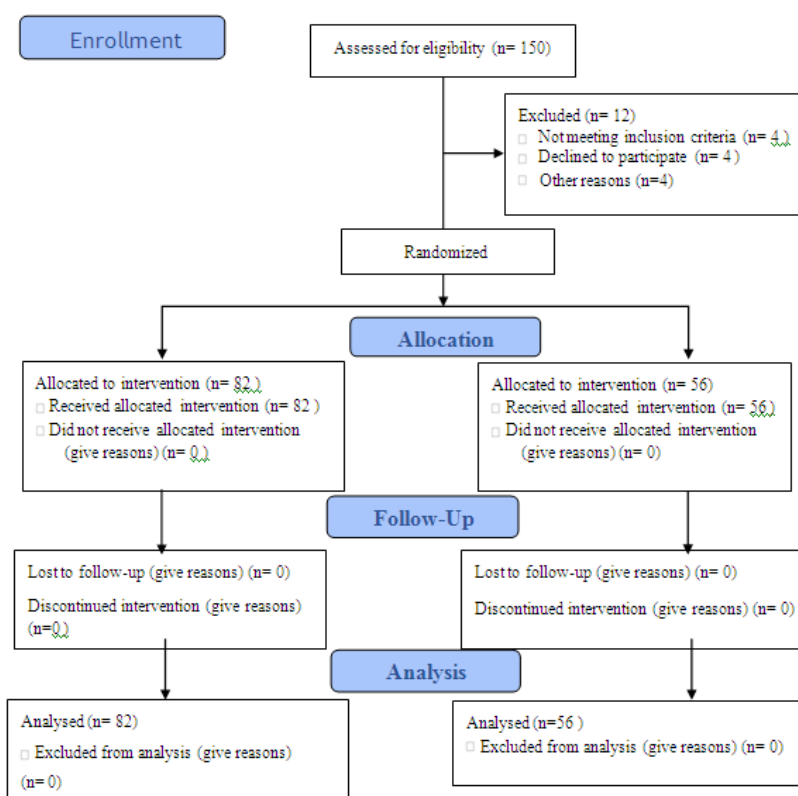 Enrollment
Assessed for eligibility (n= 150)
Excluded (n= 12)
Not meeting inclusion criteria (n= 4 )
Declined to participate (n= 4 )
Other reasons (n=4)
Randomized
Allocation
Allocated to intervention (n= 82 )
Received allocated intervention (n= 82 )
Did not receive allocated intervention
(give reasons) (n= 0 )
Allocated to intervention (n= 56)
Received allocated intervention (n= 56 )
Did not receive allocated intervention
(give reasons) (n= 0)
Follow-Up
Lost to follow-up (give reasons) (n= 0)
Discontinued intervention (give reasons)
(n=0 )
Lost to follow-up (give reasons) (n= 0)
Discontinued intervention (give reasons) (n= 0)
Analysis
Analysed (n= 82)
Excluded from analysis (give reasons)
(n= 0)
Analysed (n=56 )
Excluded from analysis (give reasons) (n= 0)